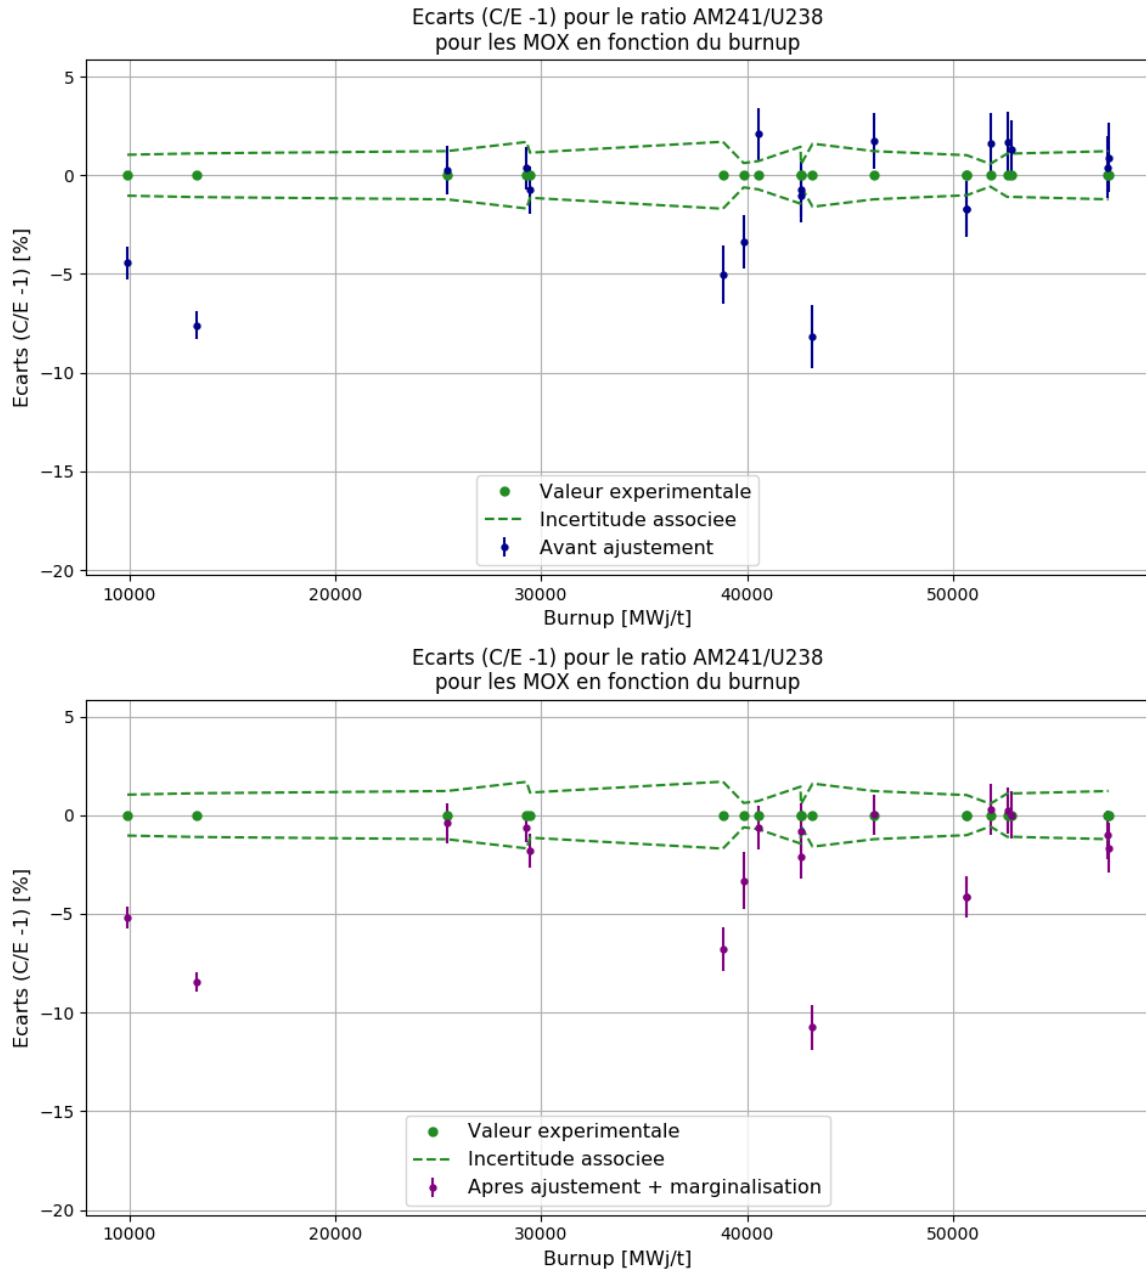 Ecarts (C/E -1) pour le ratio AM241/U238
pour les MOX en fonction du burnup
Ecarts (C/E -1) [%]
5
0
−5
−10
−15
−20
Valeur experimentale
Incertitude associee
Avant ajustement
10000 20000 30000 40000 50000
Burnup [MWj/t]
Ecarts (C/E -1) pour le ratio AM241/U238
pour les MOX en fonction du burnup
Ecarts (C/E -1) [%]
5
0
−5
−10
−15
−20
Valeur experimentale
Incertitude associee
Apres ajustement + marginalisation
10000 20000 30000 40000 50000
Burnup [MWj/t]